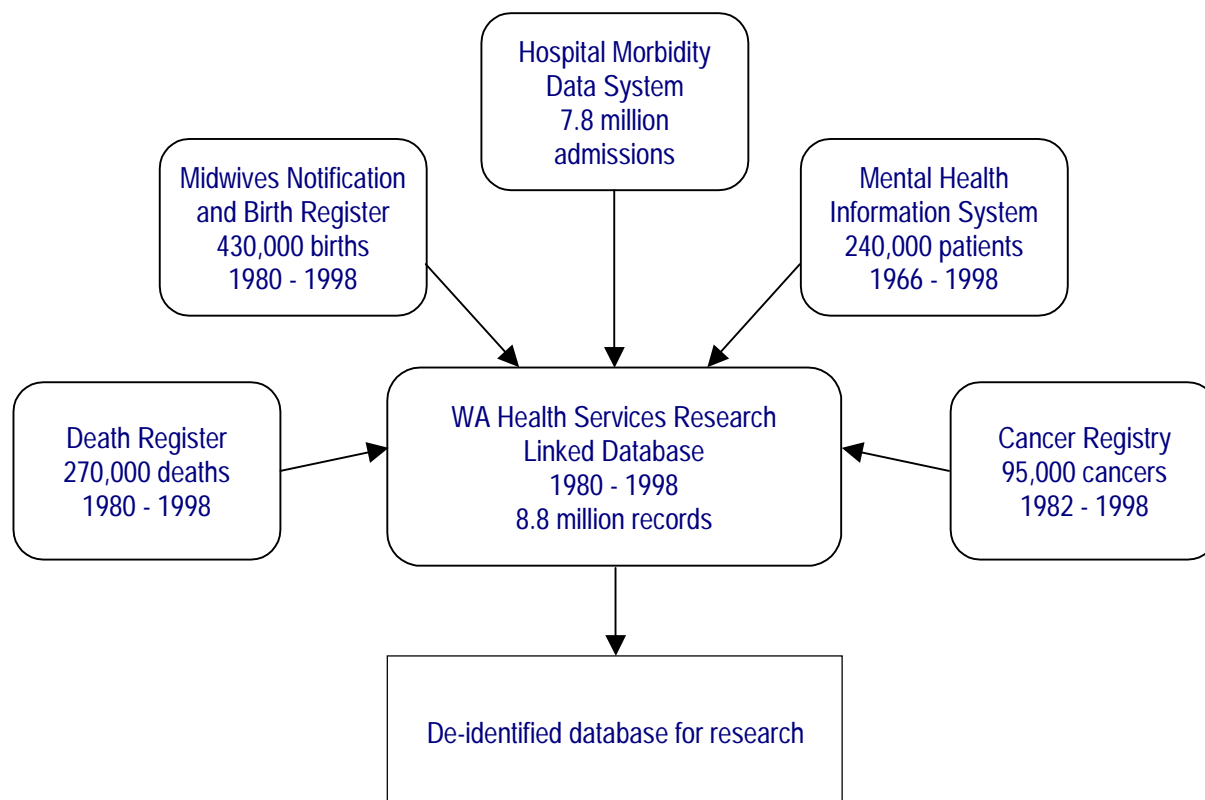 Hospital Morbidity
Data System
7.8 million
admissions
Midwives Notification
and Birth Register
430,000 births
1980 - 1998
Mental Health
Information System
240,000 patients
1966 - 1998
Death Register
270,000 deaths
1980 - 1998
WA Health Services Research
Linked Database
1980 - 1998
8.8 million records
Cancer Registry
95,000 cancers
1982 - 1998
De-identified database for research